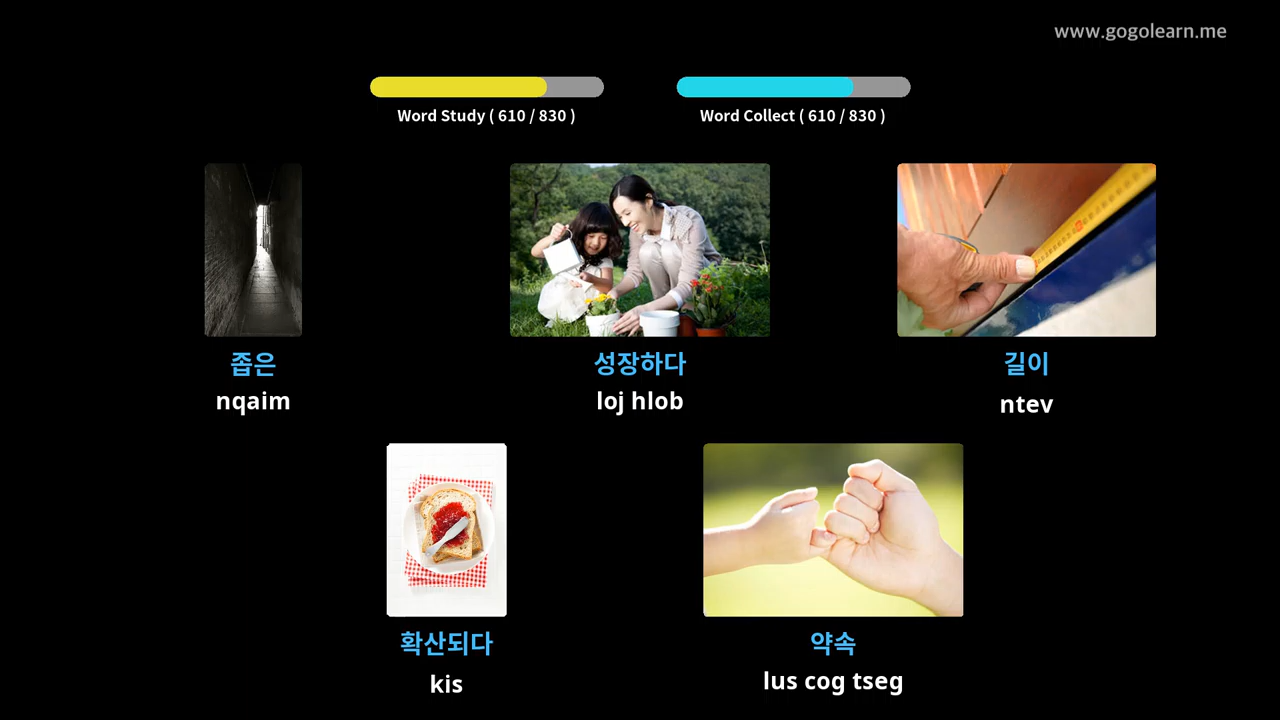 www.gogolearn.me
Word Study ( 610 / 830 )
Word Collect ( 610 / 830 )
좁은
nqaim
성장하다
loj hlob
길이
ntev
확산되다
kis
약속
lus cog tseg